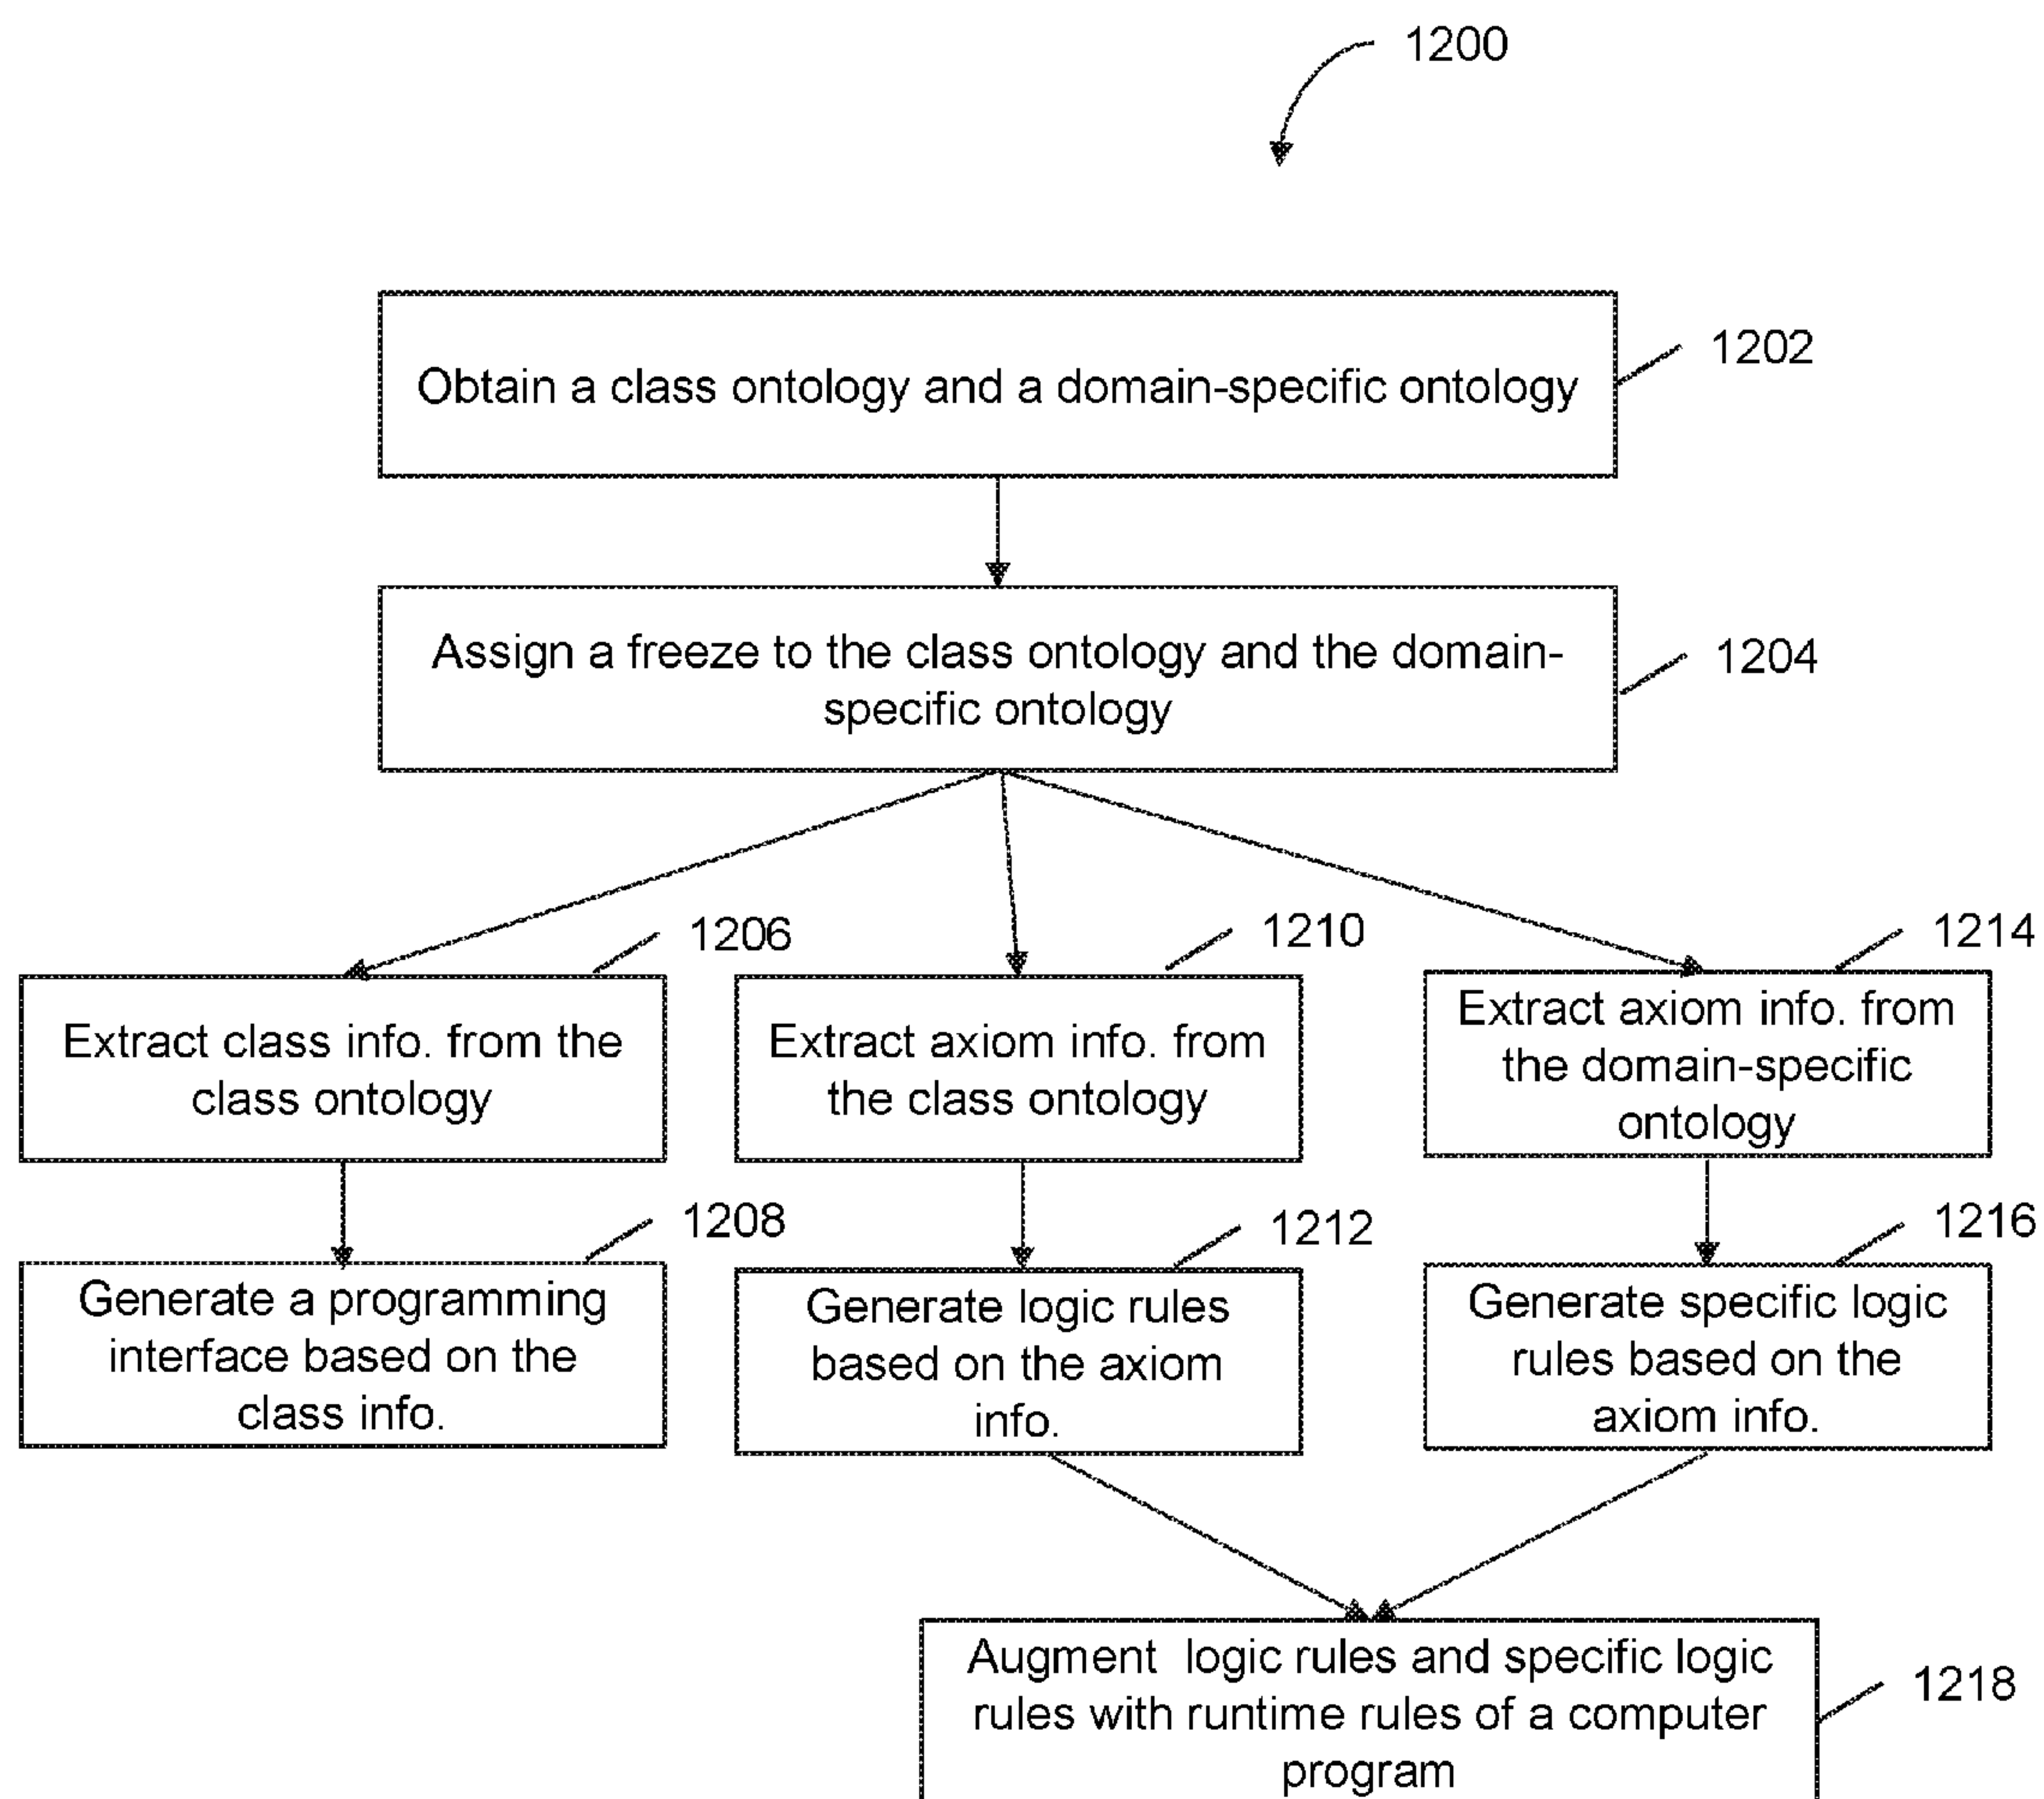 1200
Obtain a class ontology and a domain-specific ontology
1202
Assign a freeze to the class ontology and the domain-
specific ontology
1204
1206
Extract class info. from the
class ontology
1210
Extract axiom info. from
the class ontology
1214
Extract axiom info. from
the domain-specific
ontology
1208
Generate a programming
interface based on the
class info.
1212
Generate logic rules
based on the axiom
info.
1216
Generate specific logic
rules based on the
axiom info.
Augment logic rules and specific logic
rules with runtime rules of a computer
program
1218